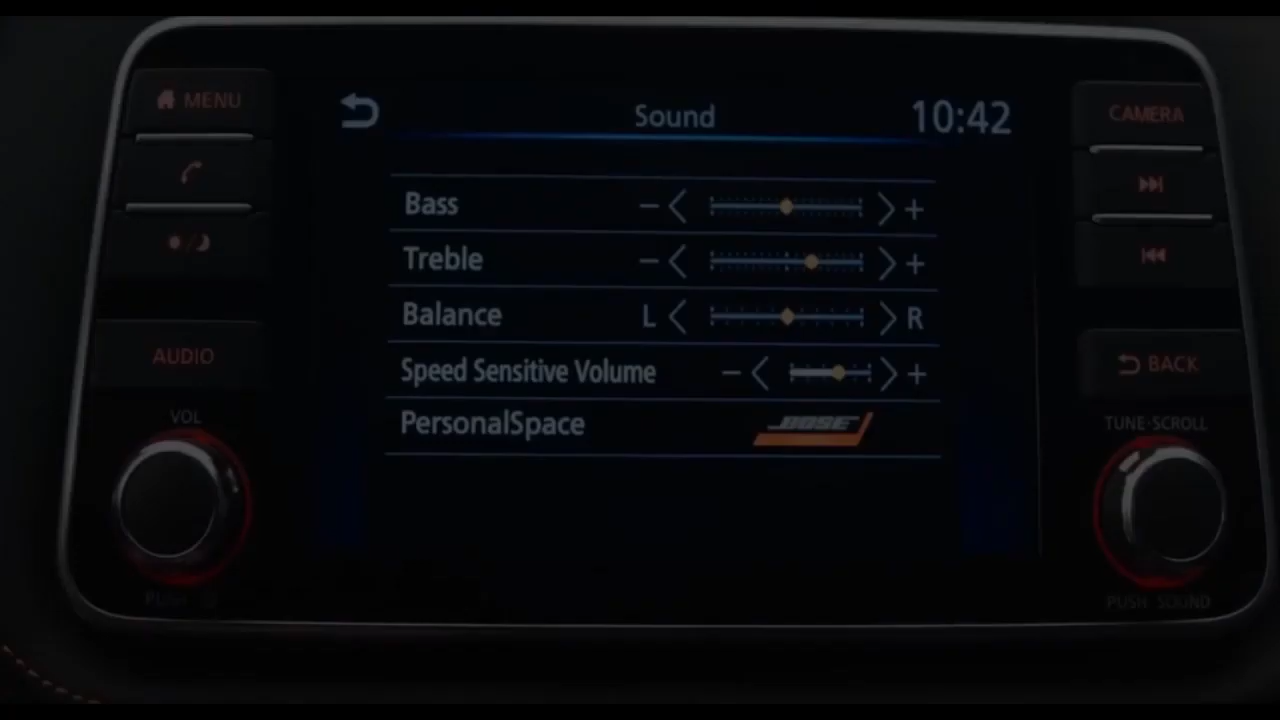 MENU
Sound
10:42
CAMERA
Bass - +
Treble - +
Balance L R
AUDIO
Speed Sensitive Volume - +
BACK
PersonalSpace BOSE
VOL
TUNE·SCROLL
PUSH
PUSH SOUND